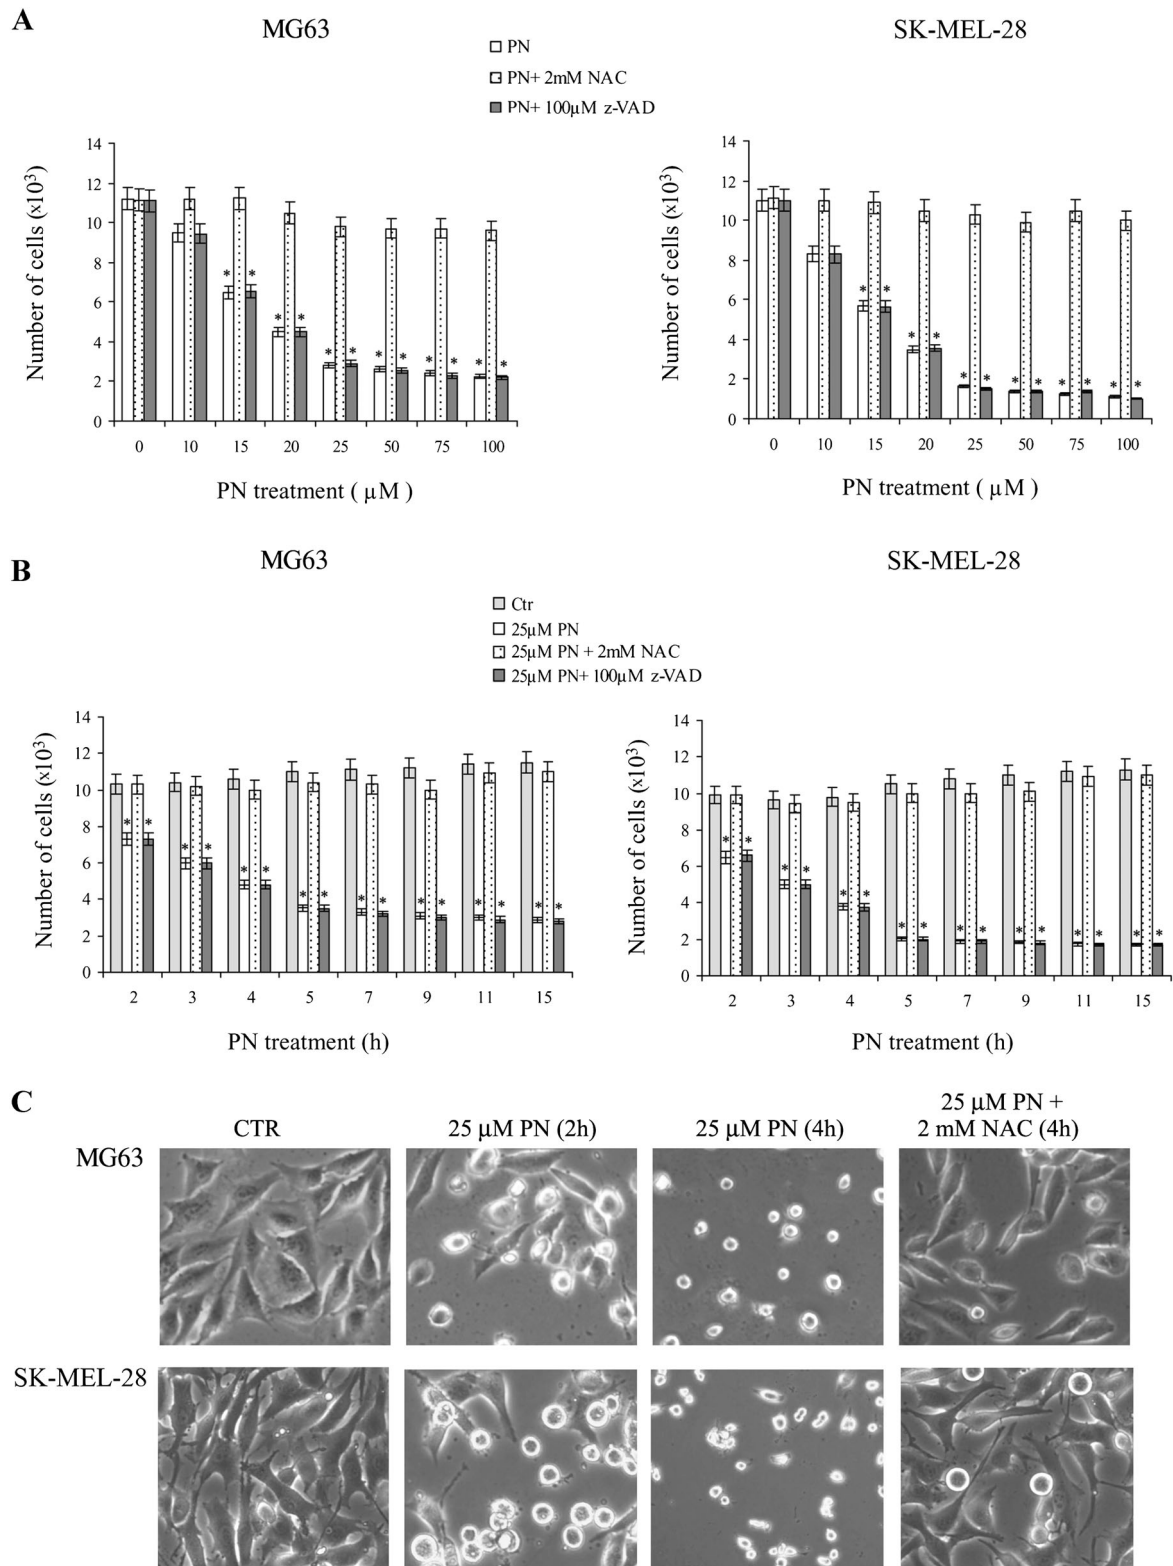 A
MG63
SK-MEL-28
PN
PN+ 2mM NAC
PN+ 100µM z-VAD
Number of cells (x10³)
14
12
10
8
6
4
2
0
* * * * * * * * * * * *
0 10 15 20 25 50 75 100
PN treatment ( µM )
Number of cells (x10³)
14
12
10
8
6
4
2
0
* * * * * * * * * * * *
0 10 15 20 25 50 75 100
PN treatment ( µM )
B
MG63
SK-MEL-28
Ctr
25µM PN
25µM PN + 2mM NAC
25µM PN+ 100µM z-VAD
Number of cells (x10³)
14
12
10
8
6
4
2
0
* * * * * * * * * * * * * * * *
2 3 4 5 7 9 11 15
PN treatment (h)
Number of cells (x10³)
14
12
10
8
6
4
2
0
* * * * * * * * * * * * * * * *
2 3 4 5 7 9 11 15
PN treatment (h)
C
CTR
25 µM PN (2h)
25 µM PN (4h)
25 µM PN +
2 mM NAC (4h)
MG63
SK-MEL-28